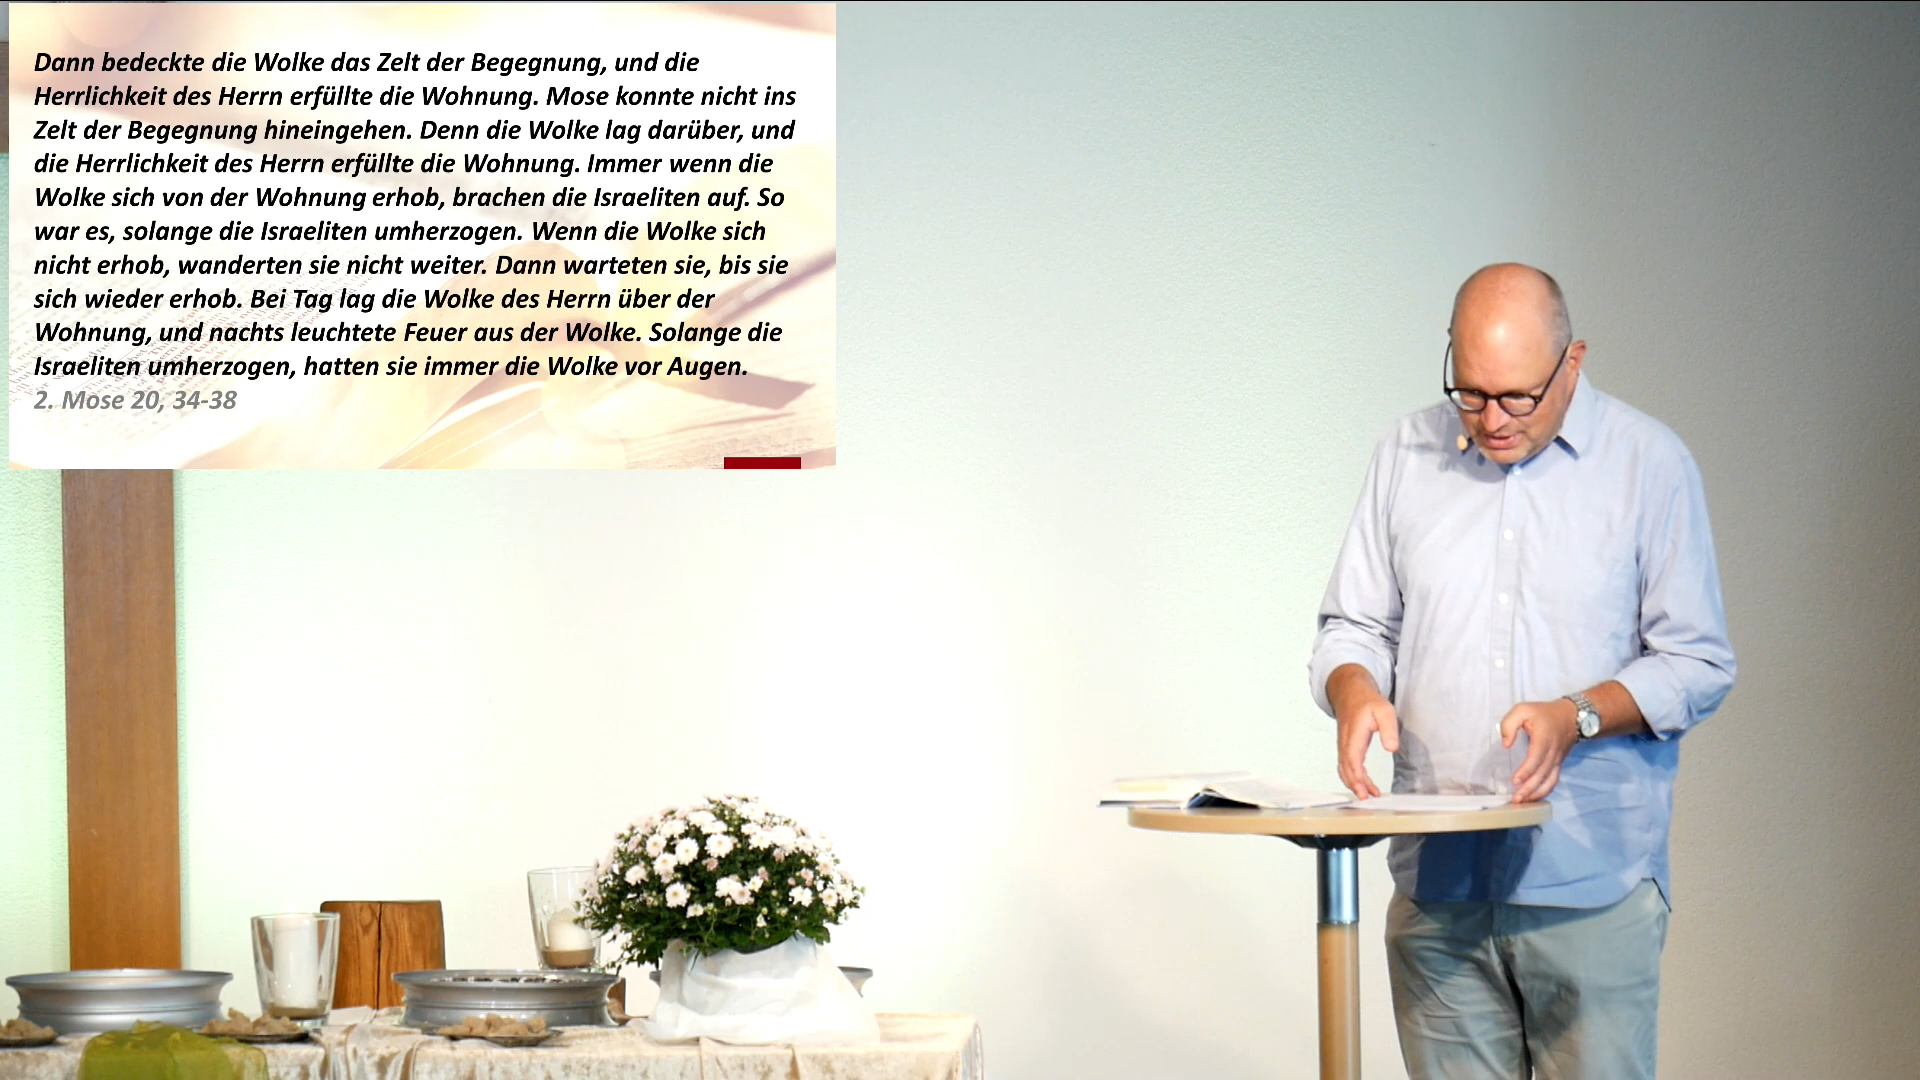 Dann bedeckte die Wolke das Zelt der Begegnung, und die
Herrlichkeit des Herrn erfüllte die Wohnung. Mose konnte nicht ins
Zelt der Begegnung hineingehen. Denn die Wolke lag darüber, und
die Herrlichkeit des Herrn erfüllte die Wohnung. Immer wenn die
Wolke sich von der Wohnung erhob, brachen die Israeliten auf. So
war es, solange die Israeliten umherzogen. Wenn die Wolke sich
nicht erhob, wanderten sie nicht weiter. Dann warteten sie, bis sie
sich wieder erhob. Bei Tag lag die Wolke des Herrn über der
Wohnung, und nachts leuchtete Feuer aus der Wolke. Solange die
Israeliten umherzogen, hatten sie immer die Wolke vor Augen.
2. Mose 20, 34-38